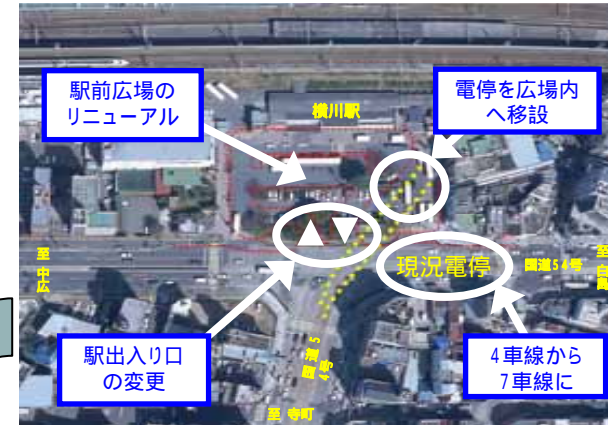 駅前広場の
リニューアル
横川駅
電停を広場内
へ移設
至 中広
現況電停
国道54号
至 白島
駅出入り口
の変更
国道54号
4車線から
7車線に
至 寺町